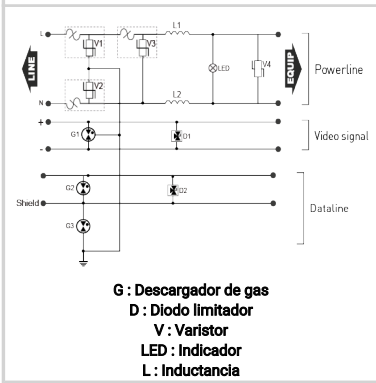 L1
L
V1
V3
LINE
LED
V4
EQUIP
Powerline
V2
N
L2
+
G1
D1
Video signal
-
G2
D2
Shield
Dataline
G3
G : Descargador de gas
D : Diodo limitador
V : Varistor
LED : Indicador
L : Inductancia